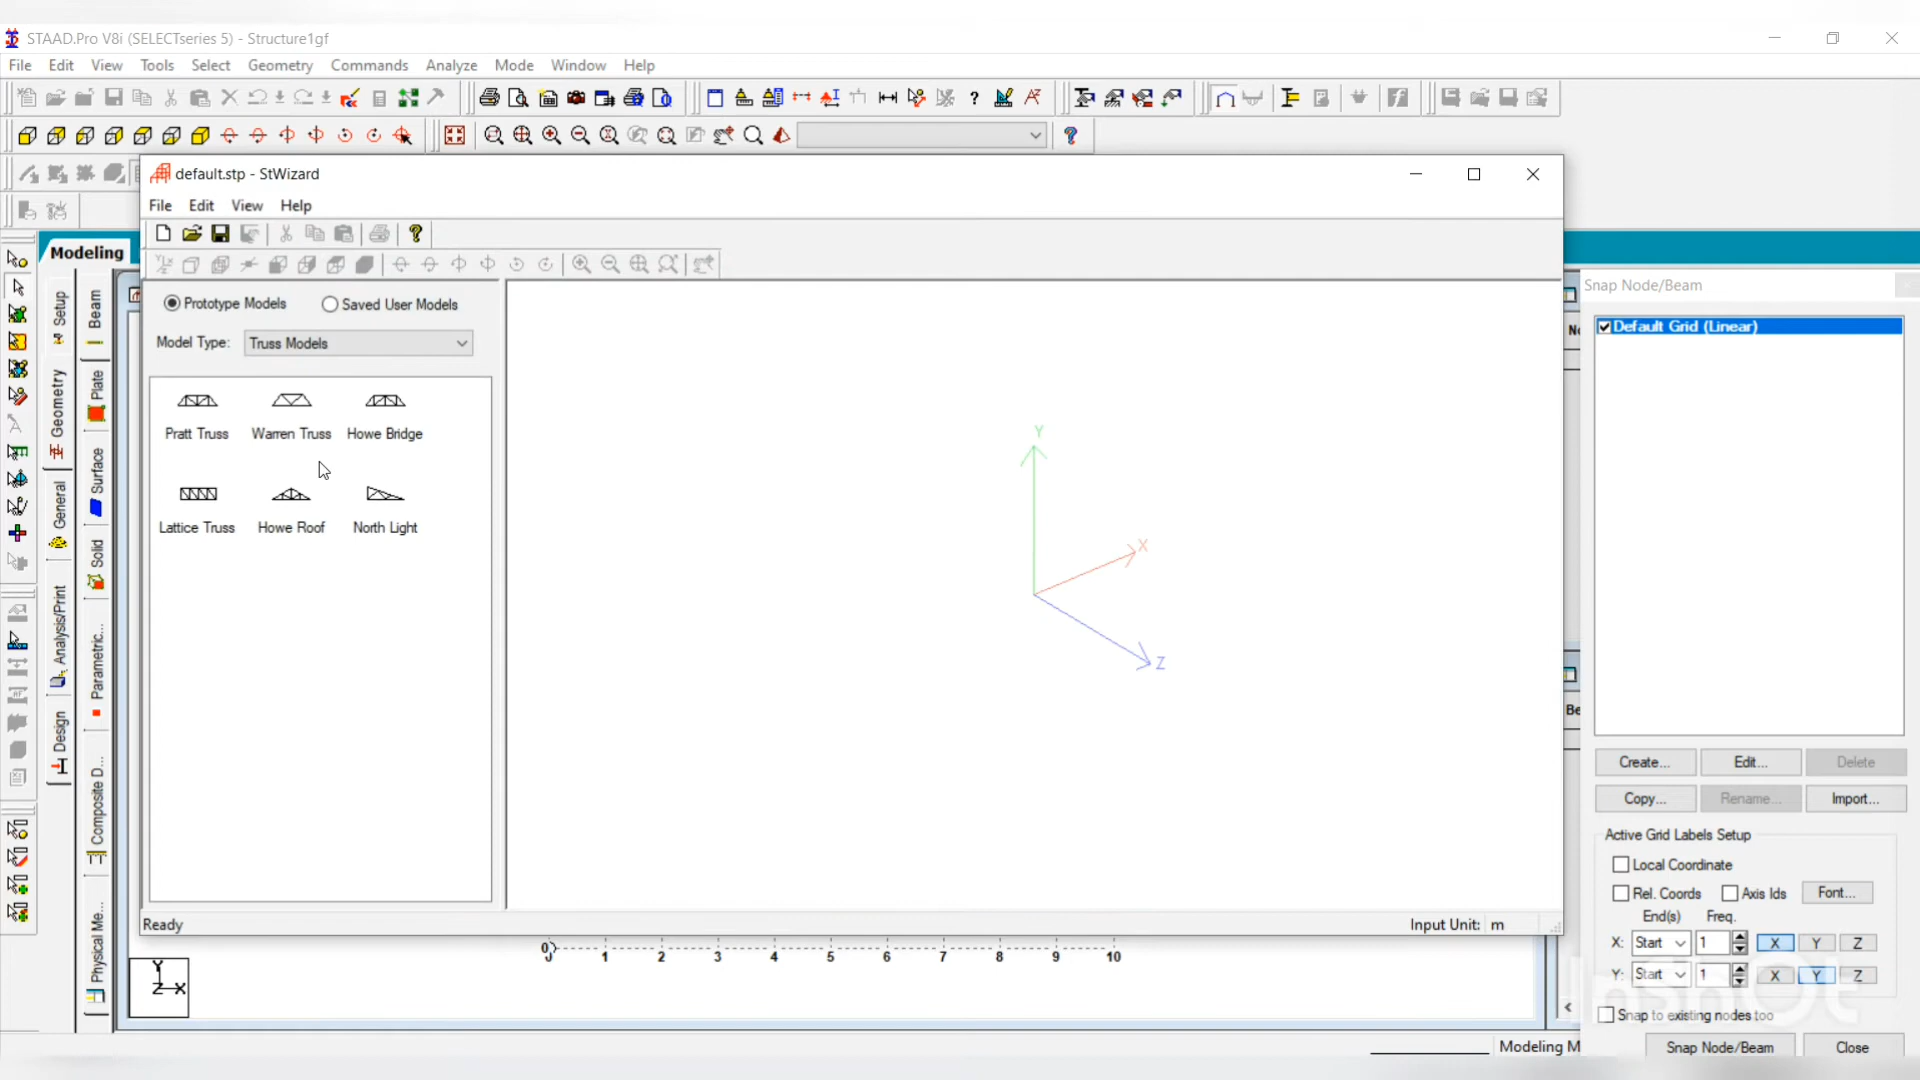 STAAD.Pro V8i (SELECTseries 5) - Structure1gf
File Edit View Tools Select Geometry Commands Analyze Mode Window Help
default.stp - StWizard
File Edit View Help
Modeling
Setup
Geometry
General
Analysis/Print
Design
Beam
Plate
Surface
Solid
Parametric...
Composite D...
Physical Me...
Prototype Models Saved User Models
Model Type: Truss Models
Pratt Truss Warren Truss Howe Bridge
Lattice Truss Howe Roof North Light
Y
X
Z
Ready Input Unit: m
0 1 2 3 4 5 6 7 8 9 10
Y
Z X
No
Be
Snap Node/Beam
Default Grid (Linear)
Create... Edit... Delete
Copy... Rename... Import...
Active Grid Labels Setup
Local Coordinate
Rel. Coords Axis Ids Font...
End(s) Freq.
X: Start 1 X Y Z
Y: Start 1 X Y Z
Snap to existing nodes too
Snap Node/Beam Close
Modeling M
InShOt